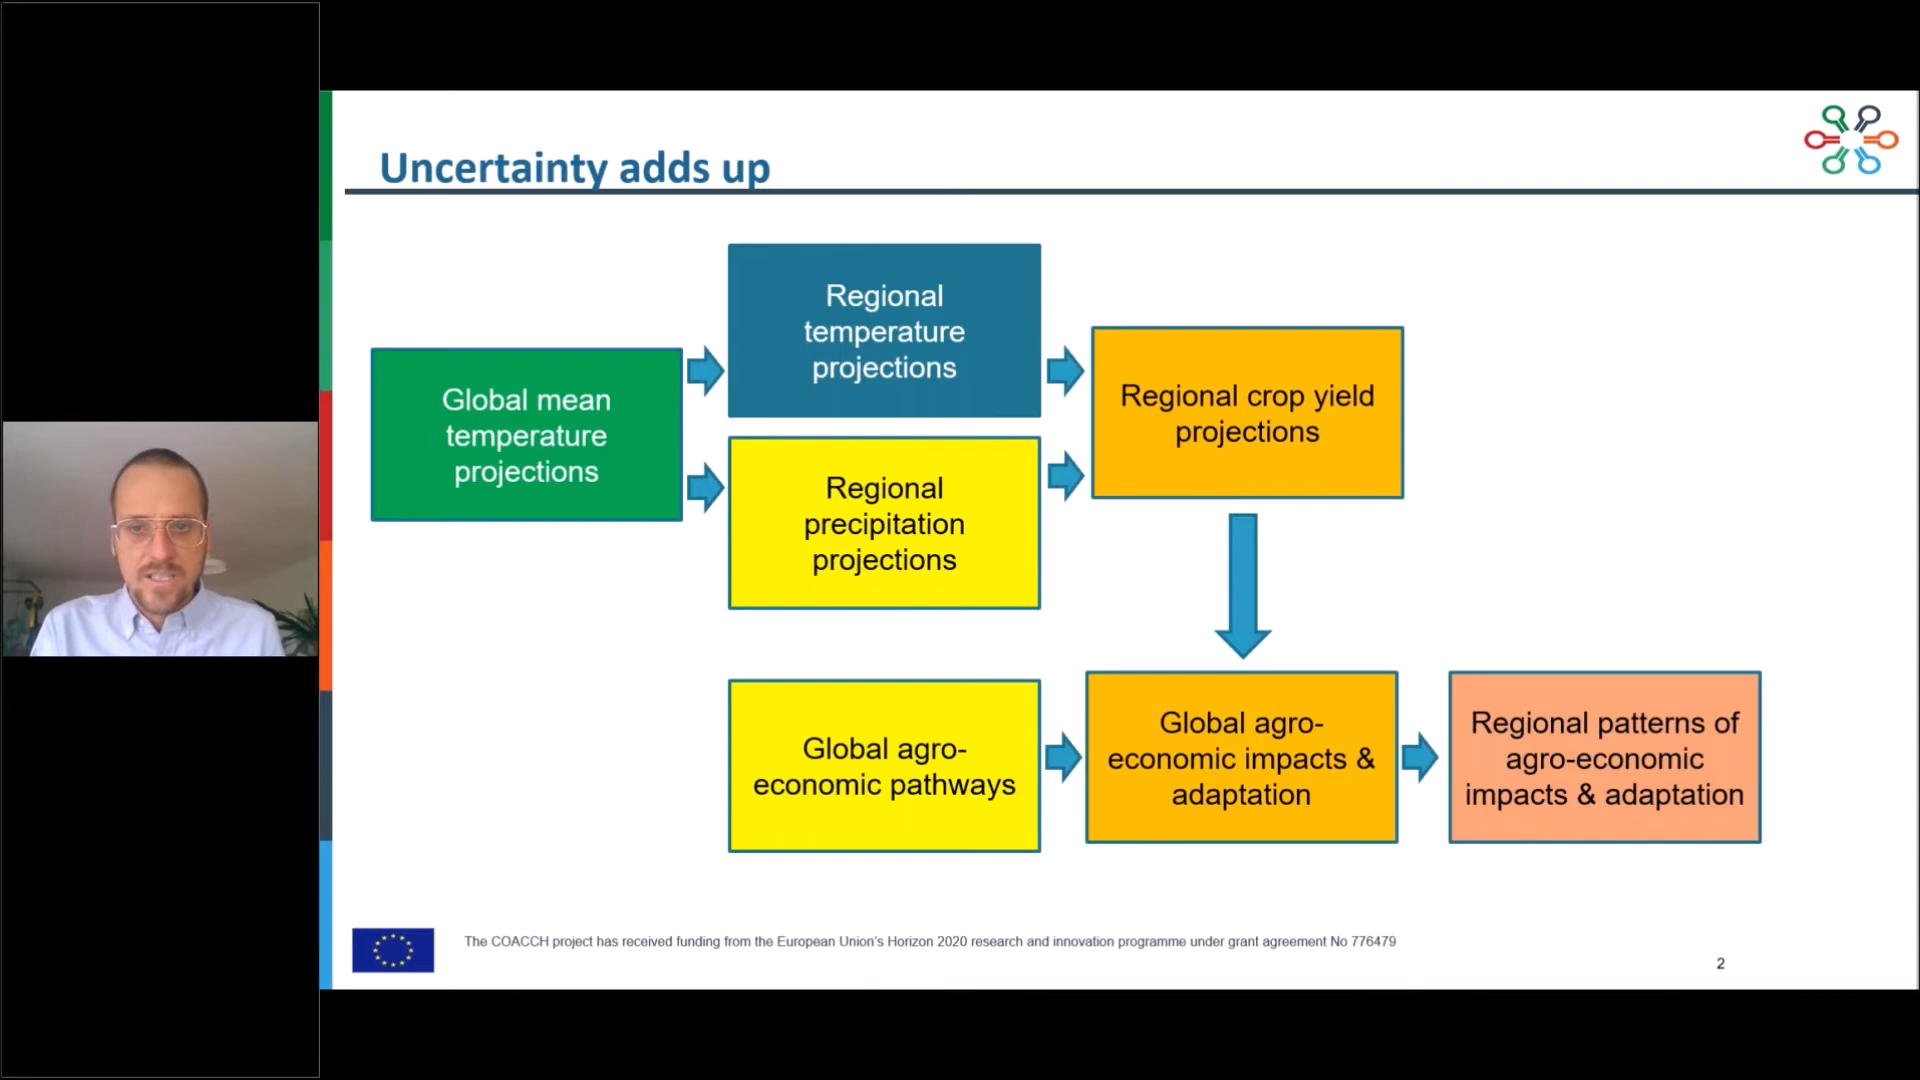 Uncertainty adds up
Regional
temperature
projections
Global mean
temperature
projections
Regional crop yield
projections
Regional
precipitation
projections
Global agro-
economic pathways
Global agro-
economic impacts &
adaptation
Regional patterns of
agro-economic
impacts & adaptation
The COACCH project has received funding from the European Union's Horizon 2020 research and innovation programme under grant agreement No 776479
2